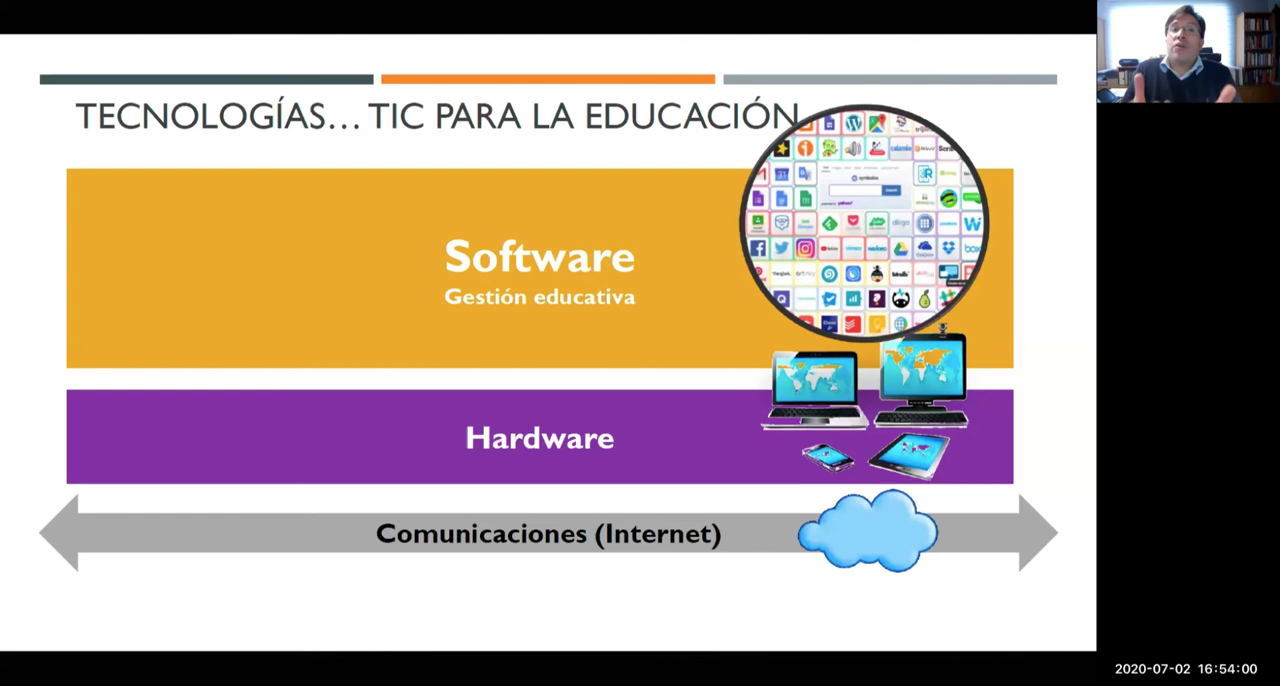 TECNOLOGÍAS... TIC PARA LA EDUCACIÓN
Software
Gestión educativa
Hardware
Comunicaciones (Internet)
2020-07-02 16:54:00